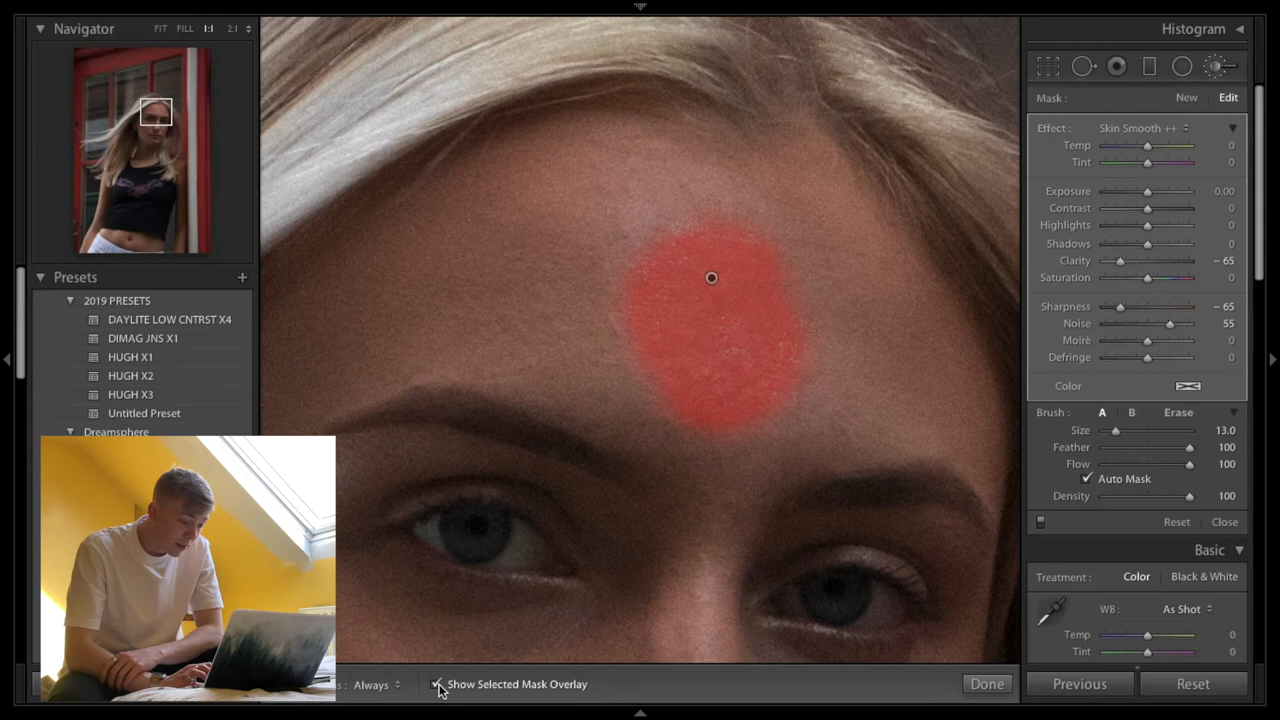 Navigator
FIT FILL 1:1 2:1
Presets +
2019 PRESETS
DAYLITE LOW CNTRST X4
DIMAG JNS X1
HUGH X1
HUGH X2
HUGH X3
Untitled Preset
Dreamsphere
: Always
Show Selected Mask Overlay
Done
Histogram
Mask : New Edit
Effect : Skin Smooth ++
Temp 0
Tint 0
Exposure 0.00
Contrast 0
Highlights 0
Shadows 0
Clarity – 65
Saturation 0
Sharpness – 65
Noise 55
Moiré 0
Defringe 0
Color
Brush : A B Erase
Size 13.0
Feather 100
Flow 100
Auto Mask
Density 100
Reset Close
Basic
Treatment : Color Black & White
WB : As Shot
Temp 0
Tint 0
Previous Reset